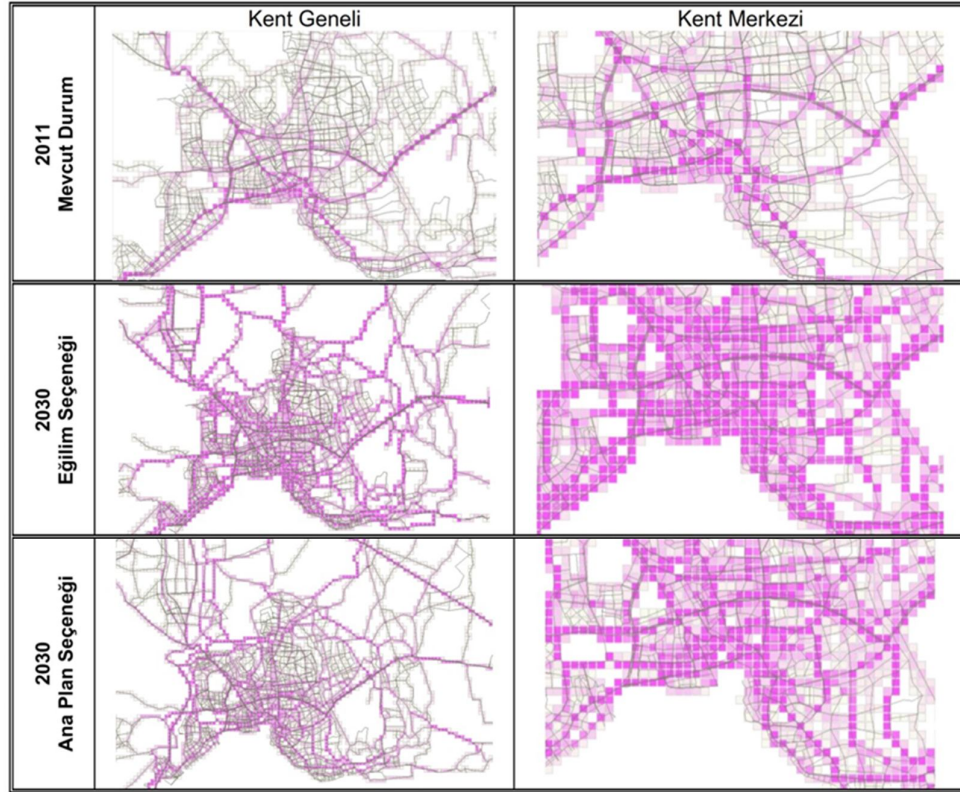 Kent Geneli
Kent Merkezi
2011
Mevcut Durum
2030
Eğilim Seçeneği
2030
Ana Plan Seçeneği